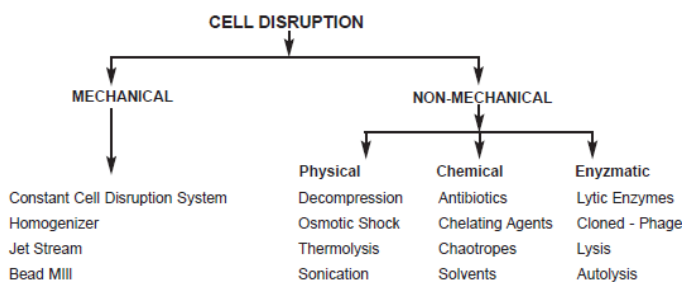 CELL DISRUPTION
MECHANICAL
NON-MECHANICAL
Physical
Chemical
Enyzmatic
Constant Cell Disruption System
Decompression
Antibiotics
Lytic Enzymes
Homogenizer
Osmotic Shock
Chelating Agents
Cloned - Phage
Jet Stream
Thermolysis
Chaotropes
Lysis
Bead MIll
Sonication
Solvents
Autolysis